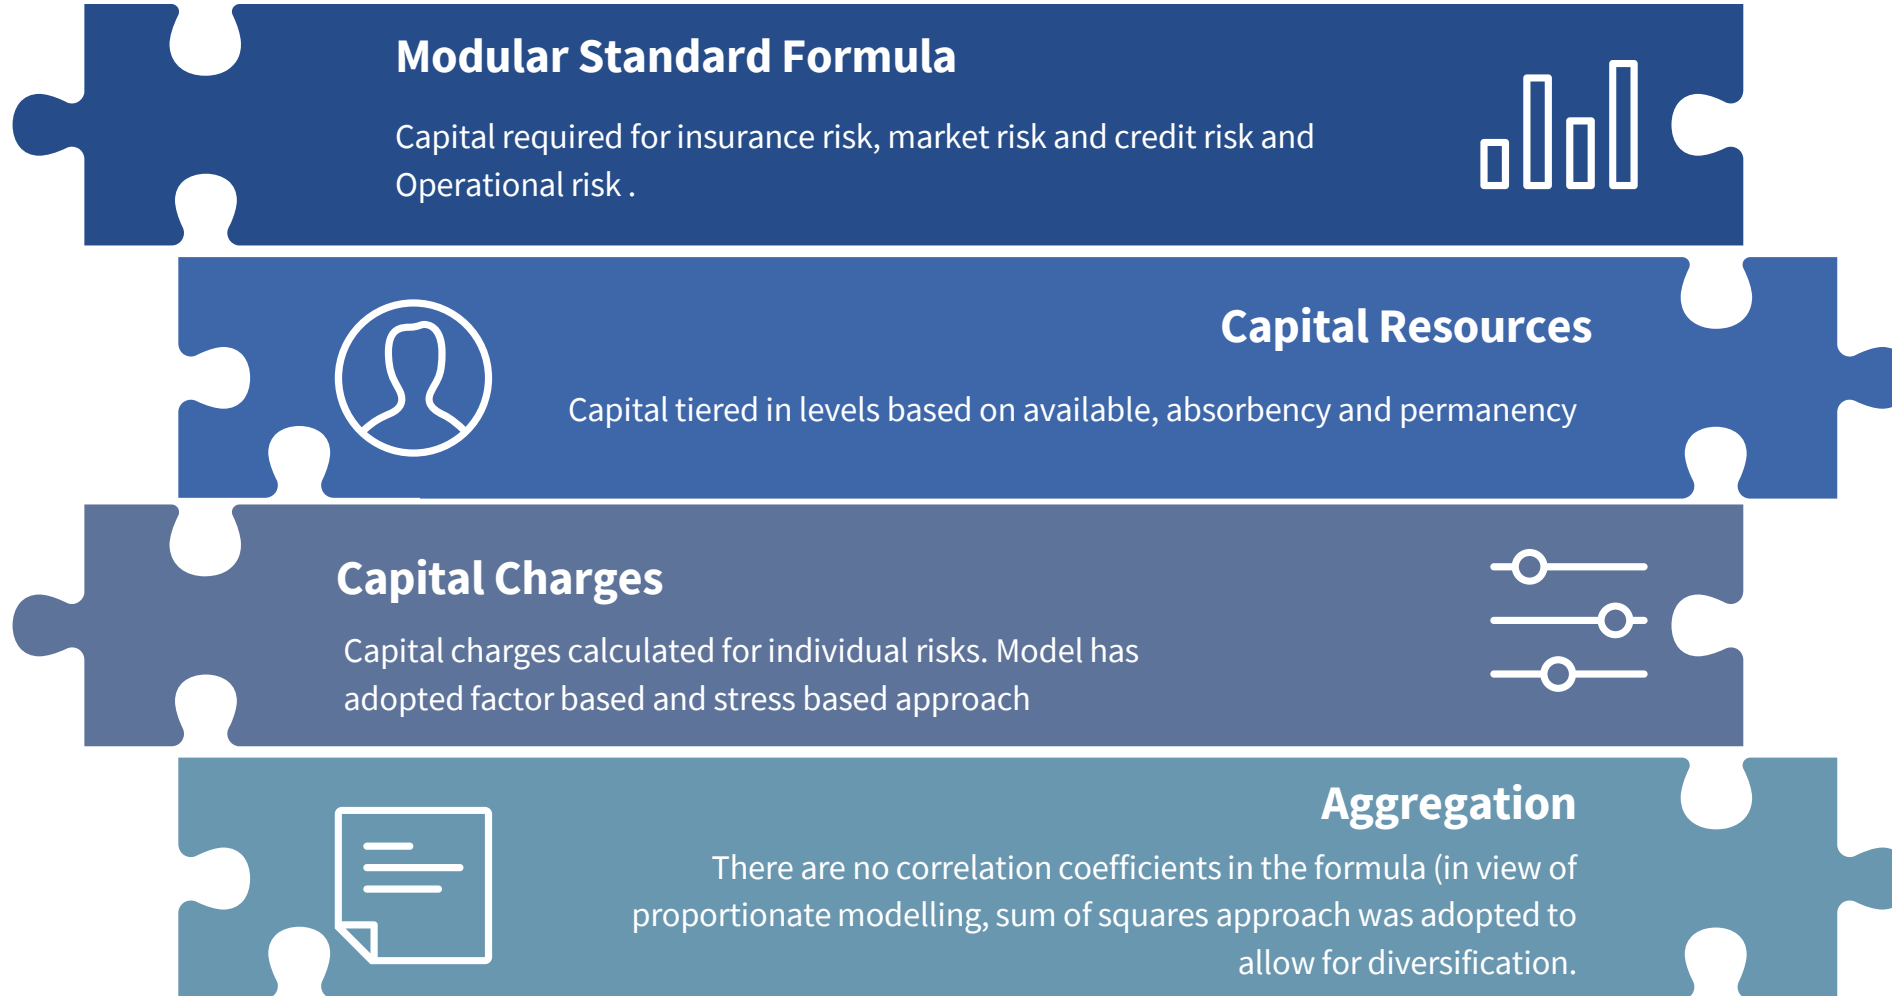 Modular Standard Formula
Capital required for insurance risk, market risk and credit risk and
Operational risk .
Capital Resources
Capital tiered in levels based on available, absorbency and permanency
Capital Charges
Capital charges calculated for individual risks. Model has
adopted factor based and stress based approach
Aggregation
There are no correlation coefficients in the formula (in view of
proportionate modelling, sum of squares approach was adopted to
allow for diversification.